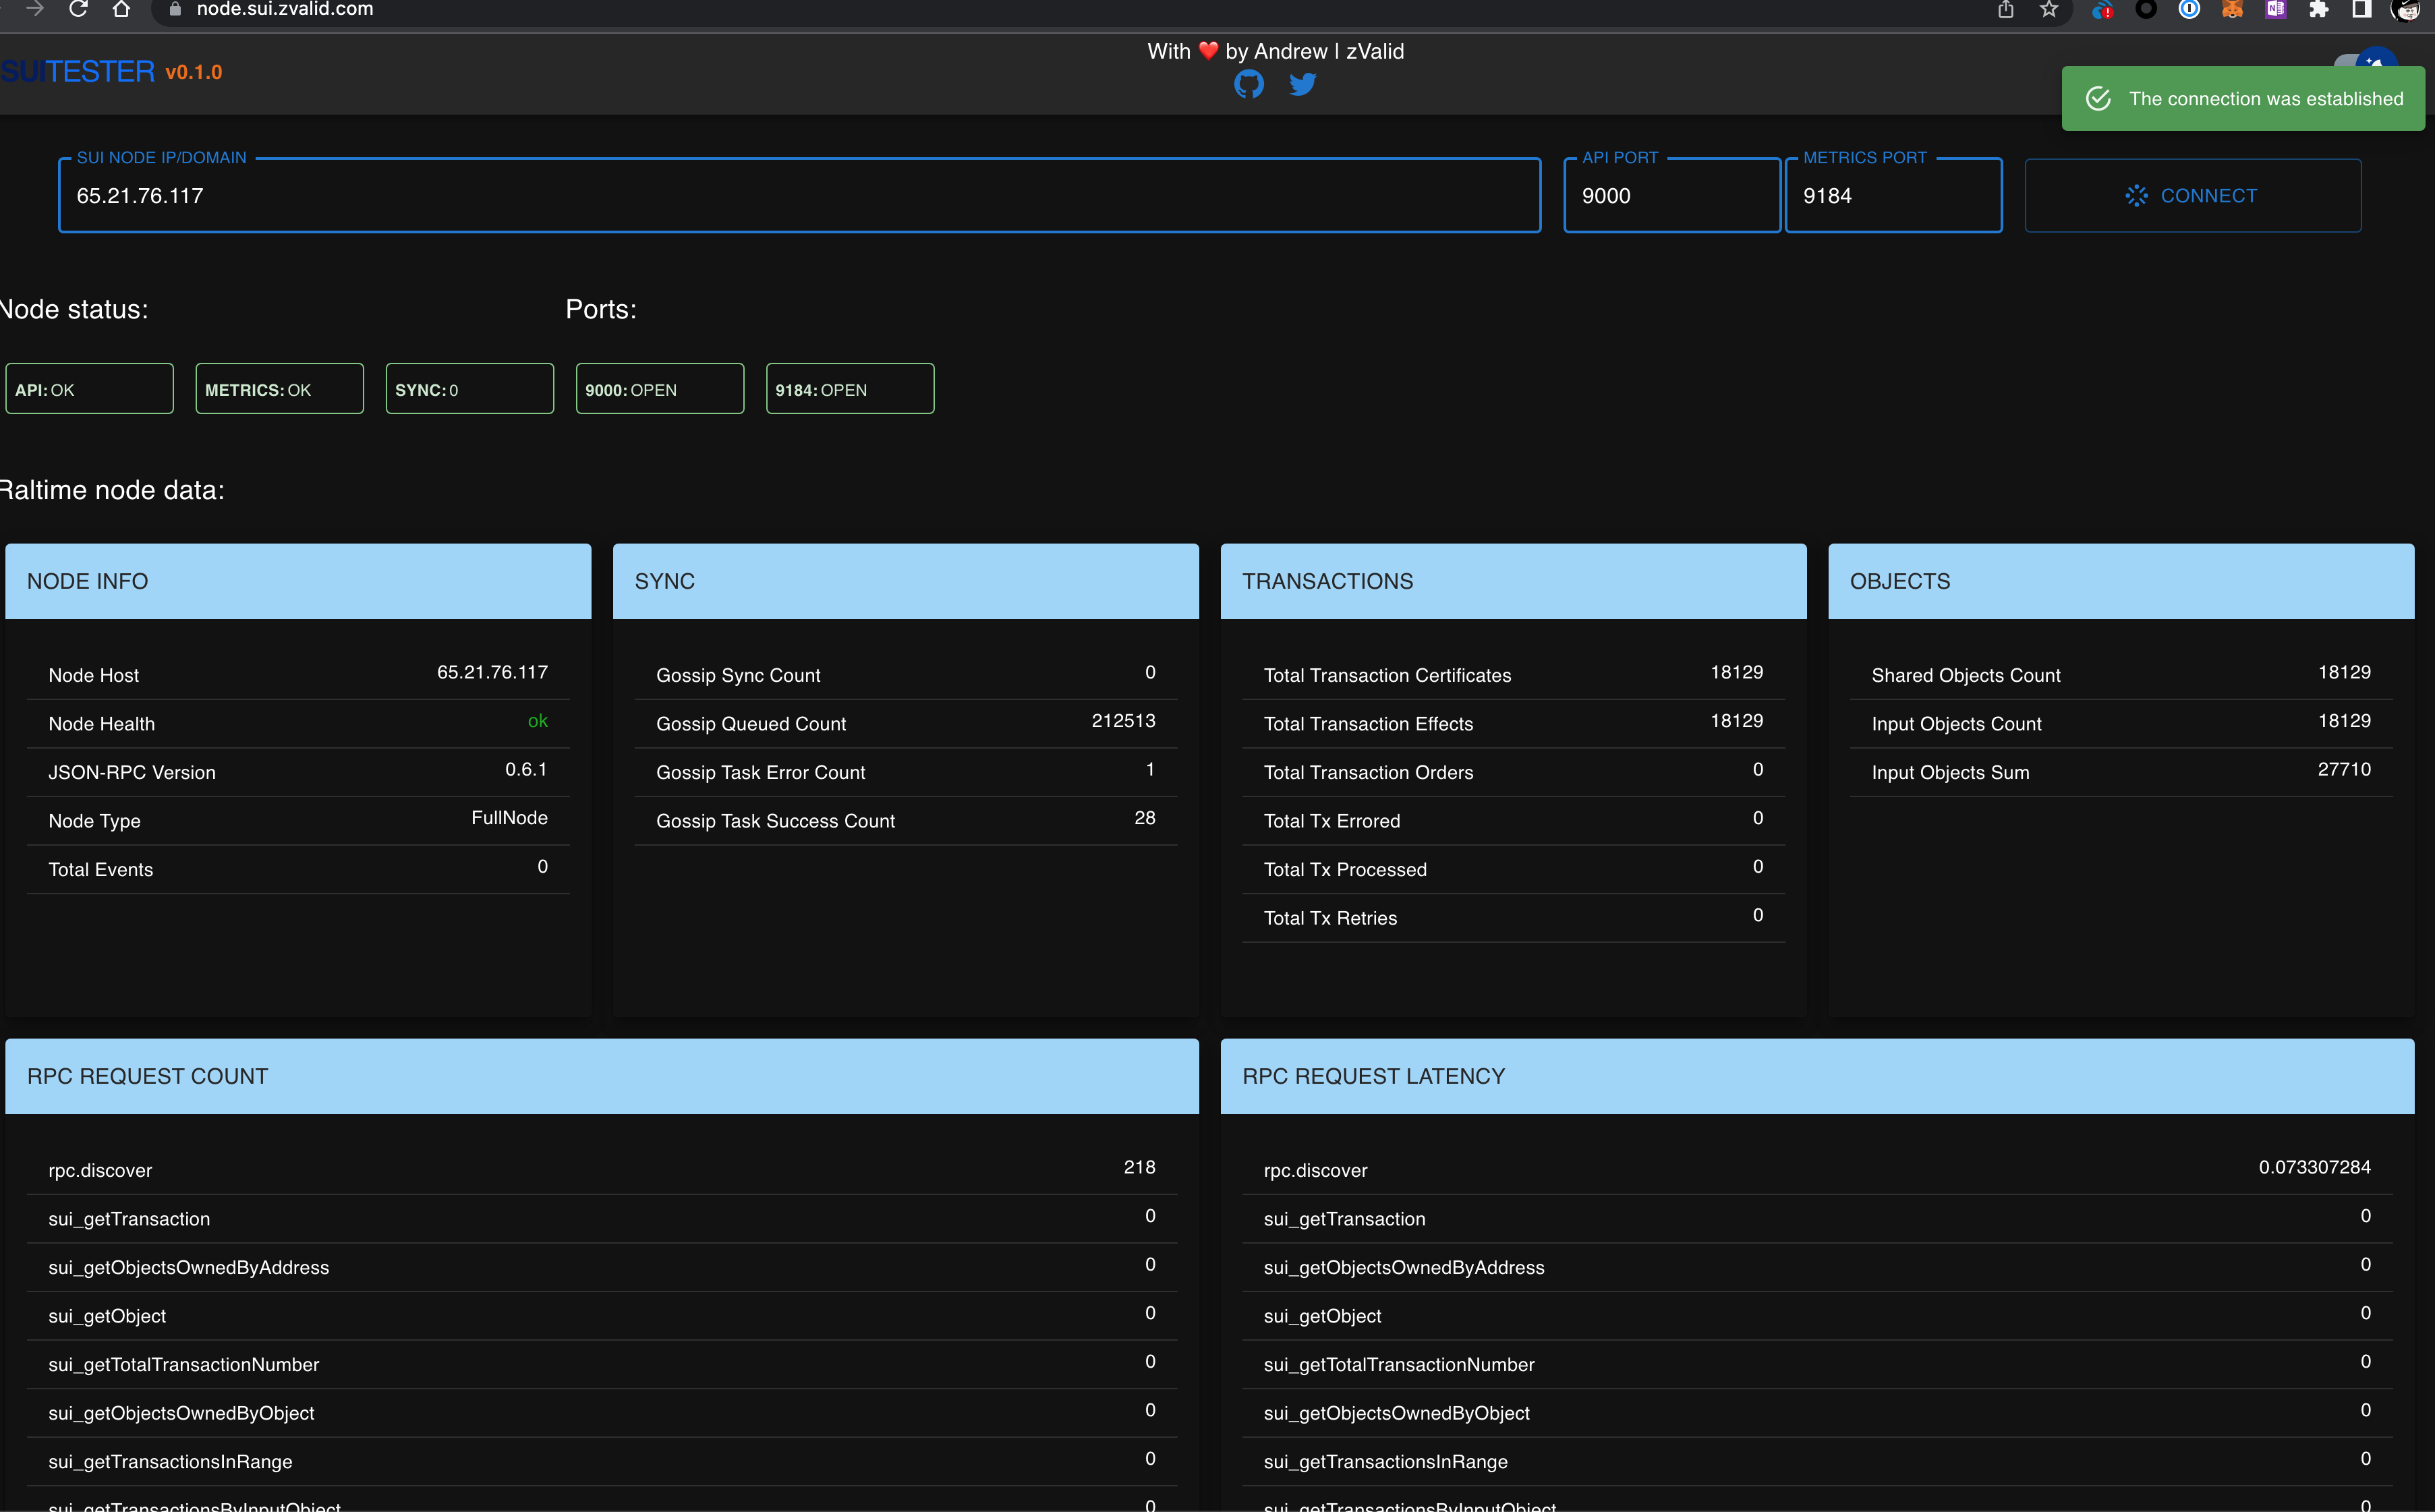 node.sui.zvalid.com
With ❤️ by Andrew | zValid
SUITESTER v0.1.0
The connection was established
SUI NODE IP/DOMAIN
65.21.76.117
API PORT
9000
METRICS PORT
9184
CONNECT
Node status:
Ports:
API: OK
METRICS: OK
SYNC: 0
9000: OPEN
9184: OPEN
Raltime node data:
NODE INFO
Node Host 65.21.76.117
Node Health ok
JSON-RPC Version 0.6.1
Node Type FullNode
Total Events 0
SYNC
Gossip Sync Count 0
Gossip Queued Count 212513
Gossip Task Error Count 1
Gossip Task Success Count 28
TRANSACTIONS
Total Transaction Certificates 18129
Total Transaction Effects 18129
Total Transaction Orders 0
Total Tx Errored 0
Total Tx Processed 0
Total Tx Retries 0
OBJECTS
Shared Objects Count 18129
Input Objects Count 18129
Input Objects Sum 27710
RPC REQUEST COUNT
rpc.discover 218
sui_getTransaction 0
sui_getObjectsOwnedByAddress 0
sui_getObject 0
sui_getTotalTransactionNumber 0
sui_getObjectsOwnedByObject 0
sui_getTransactionsInRange 0
sui_getTransactionsByInputObject 0
RPC REQUEST LATENCY
rpc.discover 0.073307284
sui_getTransaction 0
sui_getObjectsOwnedByAddress 0
sui_getObject 0
sui_getTotalTransactionNumber 0
sui_getObjectsOwnedByObject 0
sui_getTransactionsInRange 0
sui_getTransactionsByInputObject 0